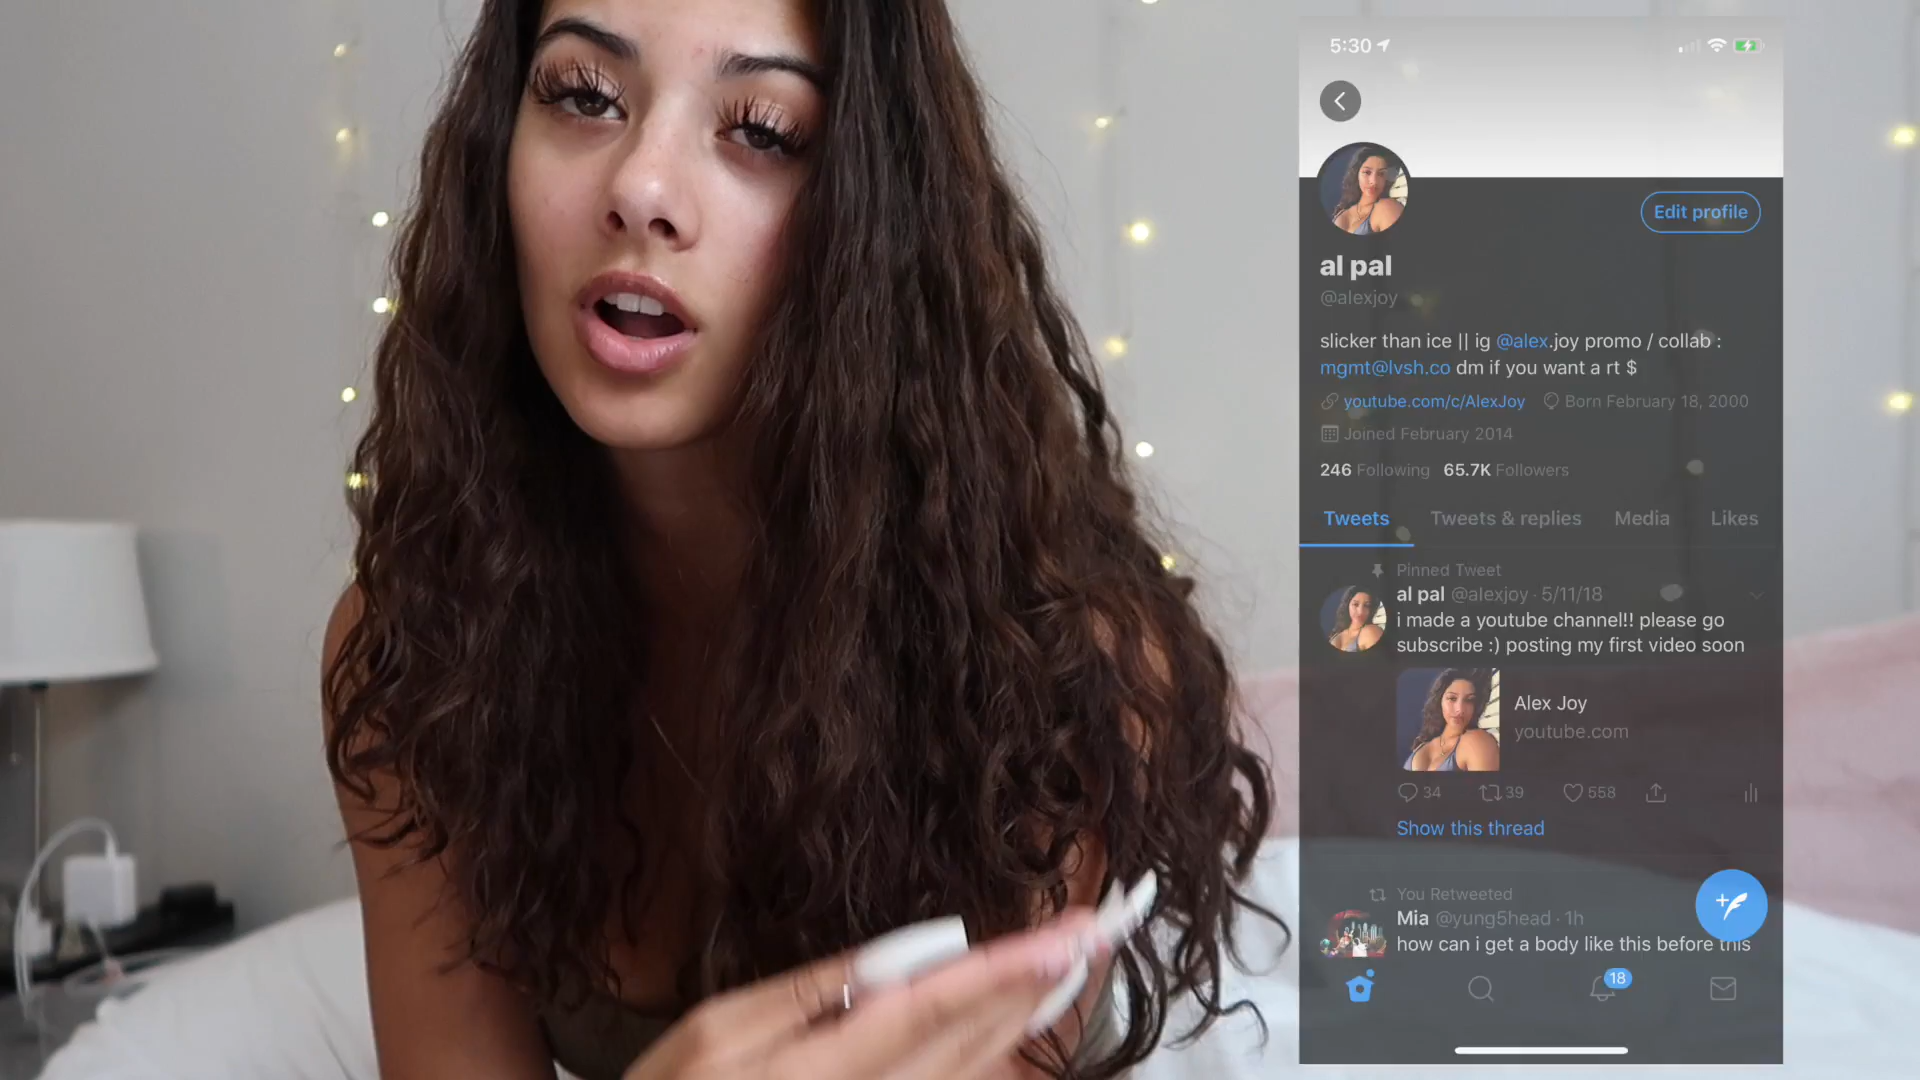 5:30
Edit profile
al pal
@alexjoy
slicker than ice || ig @alex.joy promo / collab :
mgmt@lvsh.co dm if you want a rt $
youtube.com/c/AlexJoy Born February 18, 2000
Joined February 2014
246 Following 65.7K Followers
Tweets Tweets & replies Media Likes
Pinned Tweet
al pal @alexjoy · 5/11/18
i made a youtube channel!! please go
subscribe :) posting my first video soon
Alex Joy
youtube.com
34 39 558
Show this thread
You Retweeted
Mia @yung5head · 1h
how can i get a body like this before this
18